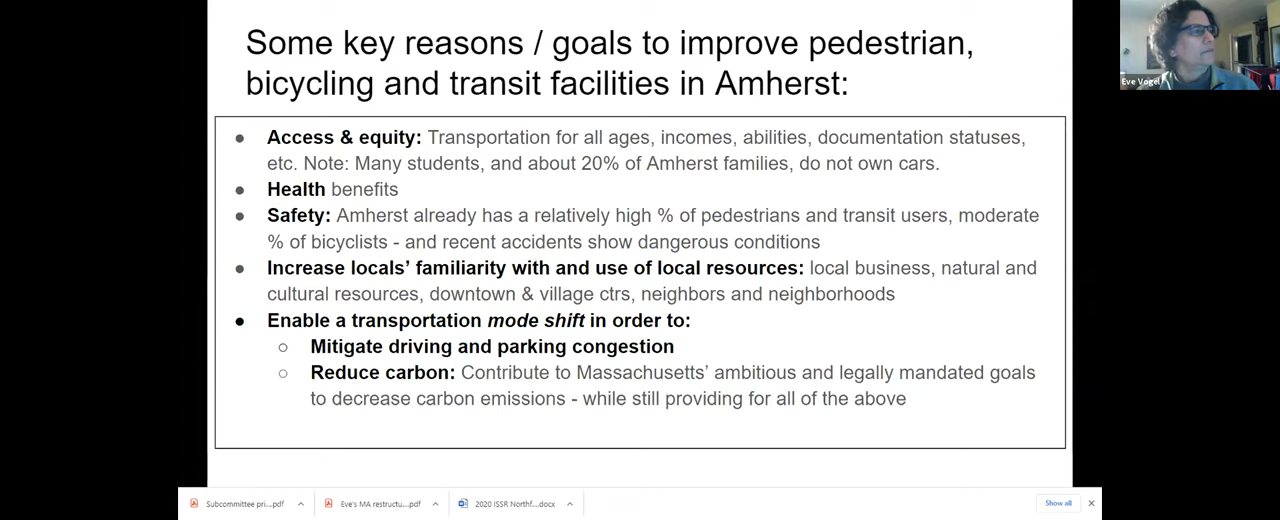 Some key reasons / goals to improve pedestrian,
bicycling and transit facilities in Amherst:
Eve Vogel
● Access & equity: Transportation for all ages, incomes, abilities, documentation statuses,
etc. Note: Many students, and about 20% of Amherst families, do not own cars.
● Health benefits
● Safety: Amherst already has a relatively high % of pedestrians and transit users, moderate
% of bicyclists - and recent accidents show dangerous conditions
● Increase locals’ familiarity with and use of local resources: local business, natural and
cultural resources, downtown & village ctrs, neighbors and neighborhoods
● Enable a transportation mode shift in order to:
○ Mitigate driving and parking congestion
○ Reduce carbon: Contribute to Massachusetts’ ambitious and legally mandated goals
to decrease carbon emissions - while still providing for all of the above
Subcommittee pri....pdf
Eve's MA restructu....pdf
2020 ISSR Northf....docx
Show all